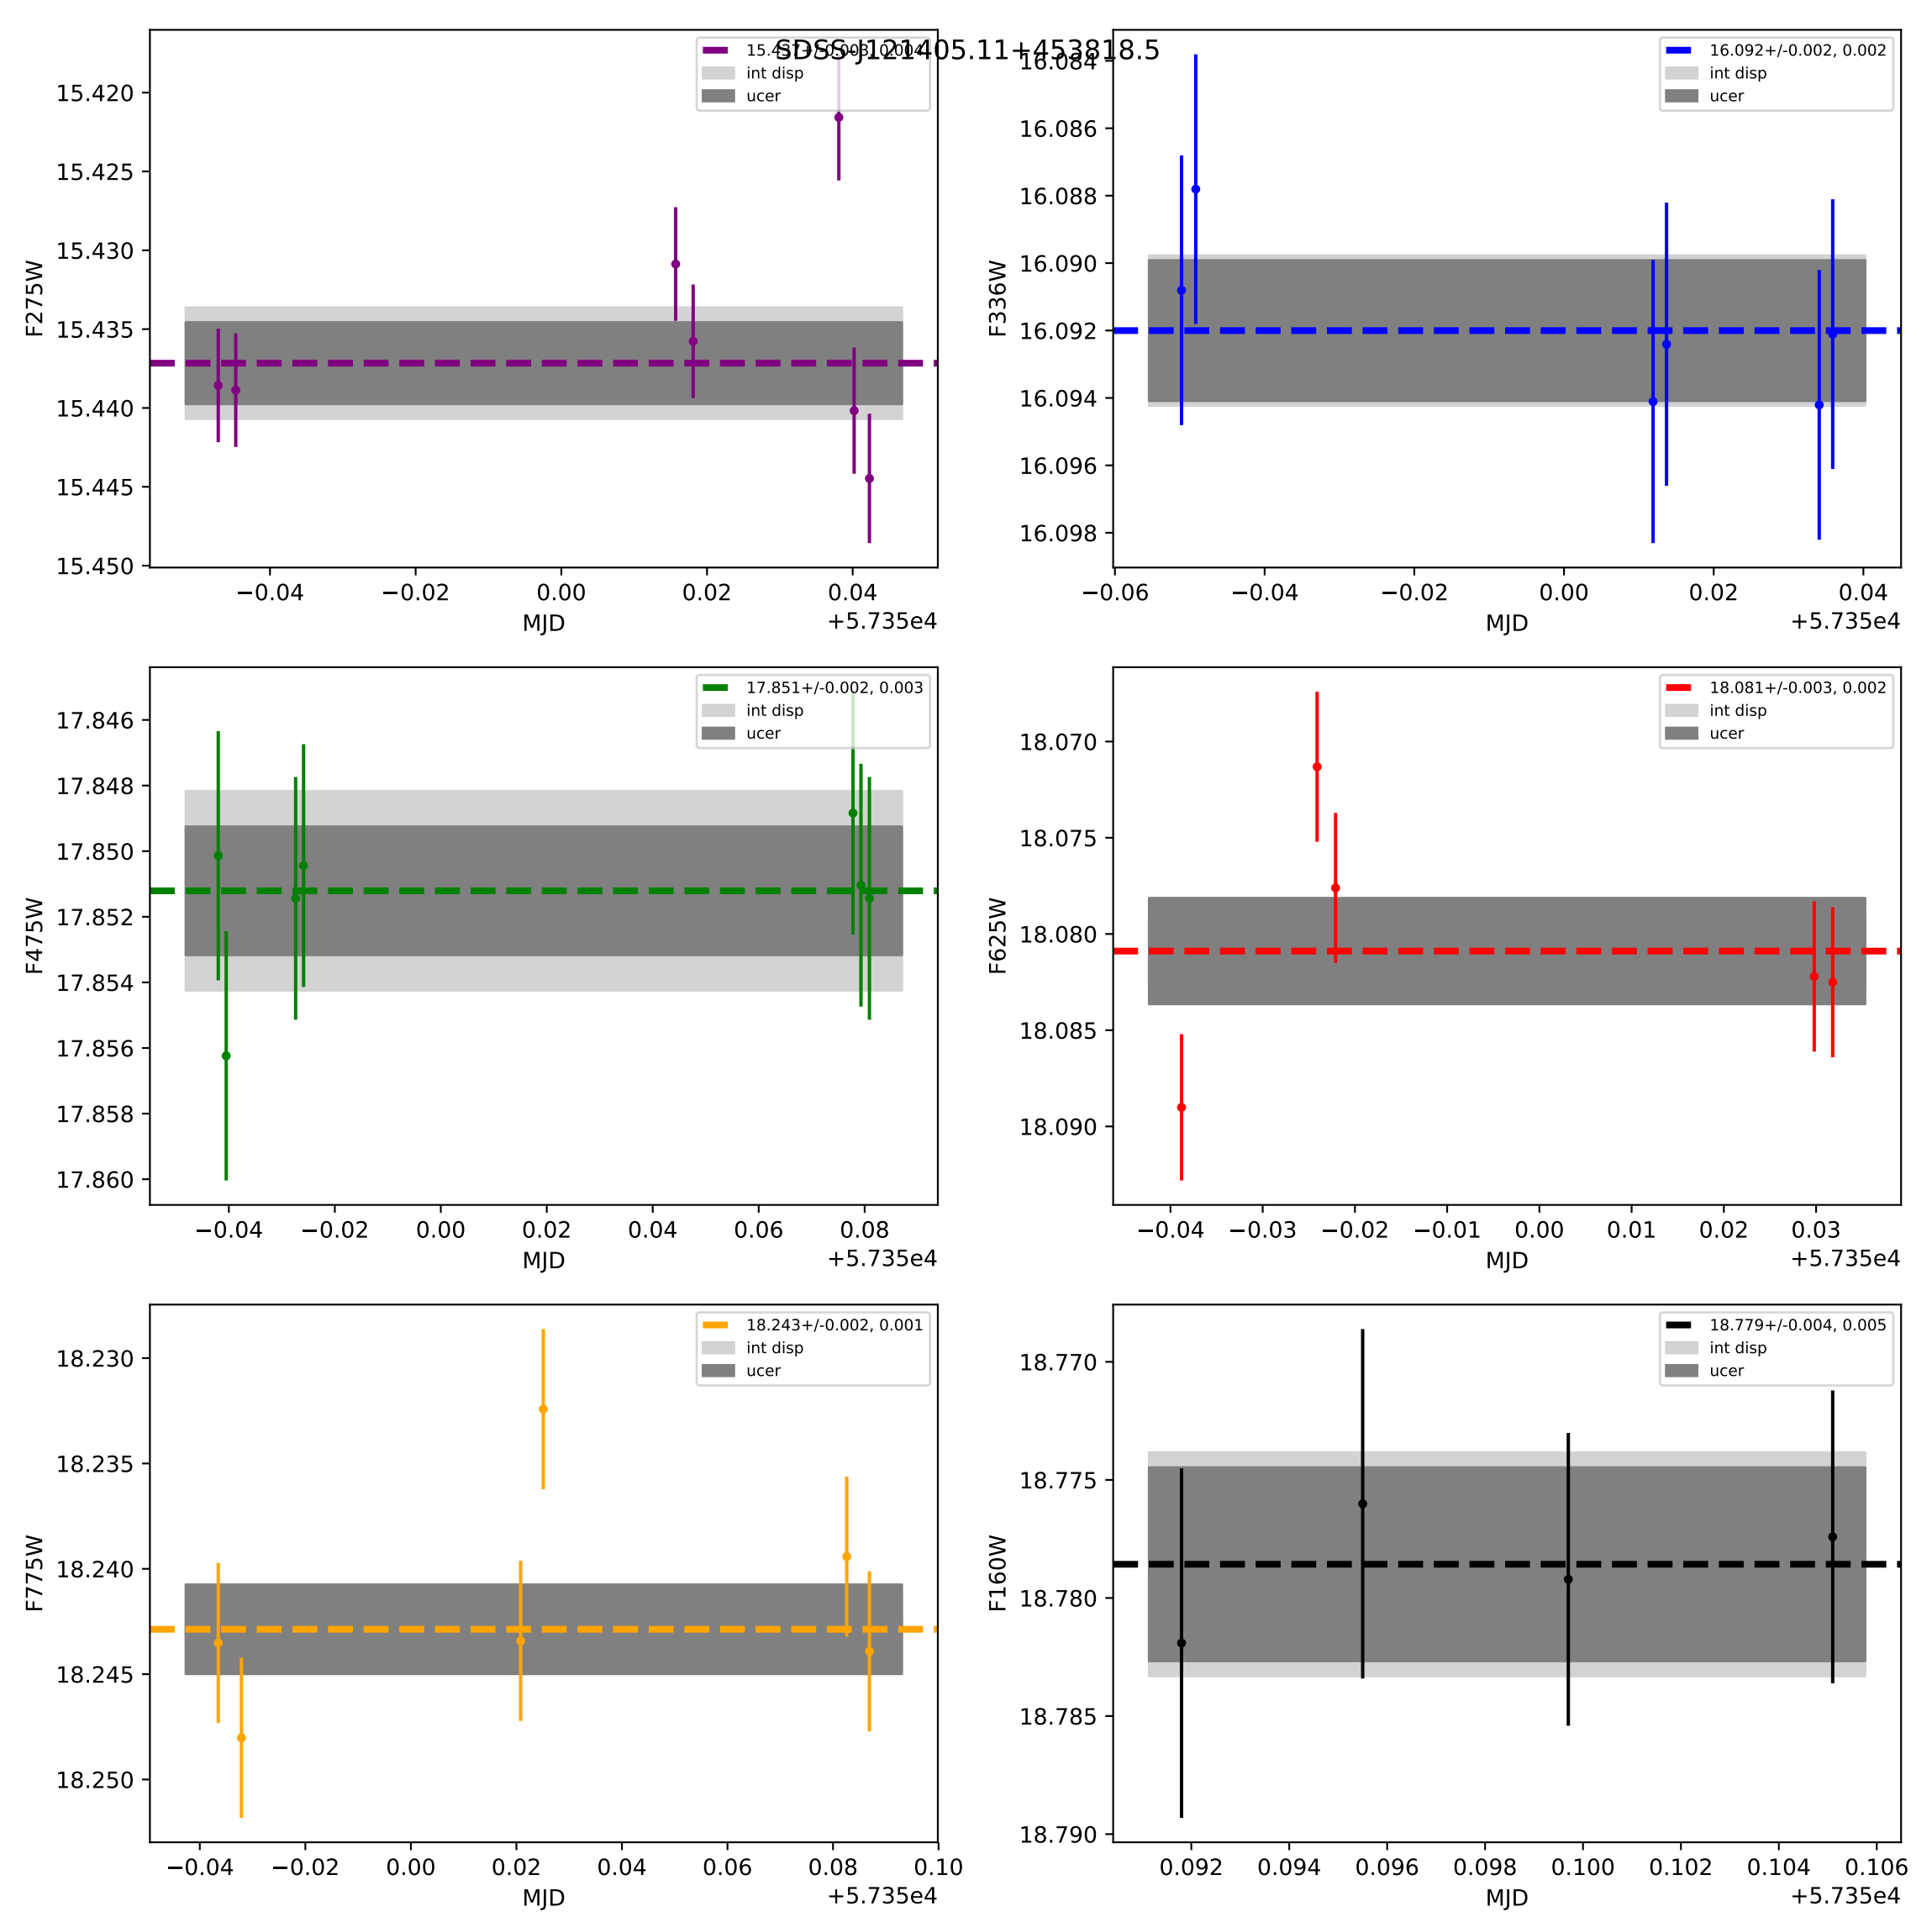 SDSS-J121405.11+453818.5
15.437+/-0.003, 0.004
int disp
ucer
F275W
15.420
15.425
15.430
15.435
15.440
15.445
15.450
−0.04 −0.02 0.00 0.02 0.04
MJD
+5.735e4
16.092+/-0.002, 0.002
int disp
ucer
F336W
16.084
16.086
16.088
16.090
16.092
16.094
16.096
16.098
−0.06 −0.04 −0.02 0.00 0.02 0.04
MJD
+5.735e4
17.851+/-0.002, 0.003
int disp
ucer
F475W
17.846
17.848
17.850
17.852
17.854
17.856
17.858
17.860
−0.04 −0.02 0.00 0.02 0.04 0.06 0.08
MJD
+5.735e4
18.081+/-0.003, 0.002
int disp
ucer
F625W
18.070
18.075
18.080
18.085
18.090
−0.04 −0.03 −0.02 −0.01 0.00 0.01 0.02 0.03
MJD
+5.735e4
18.243+/-0.002, 0.001
int disp
ucer
F775W
18.230
18.235
18.240
18.245
18.250
−0.04 −0.02 0.00 0.02 0.04 0.06 0.08 0.10
MJD
+5.735e4
18.779+/-0.004, 0.005
int disp
ucer
F160W
18.770
18.775
18.780
18.785
18.790
0.092 0.094 0.096 0.098 0.100 0.102 0.104 0.106
MJD
+5.735e4